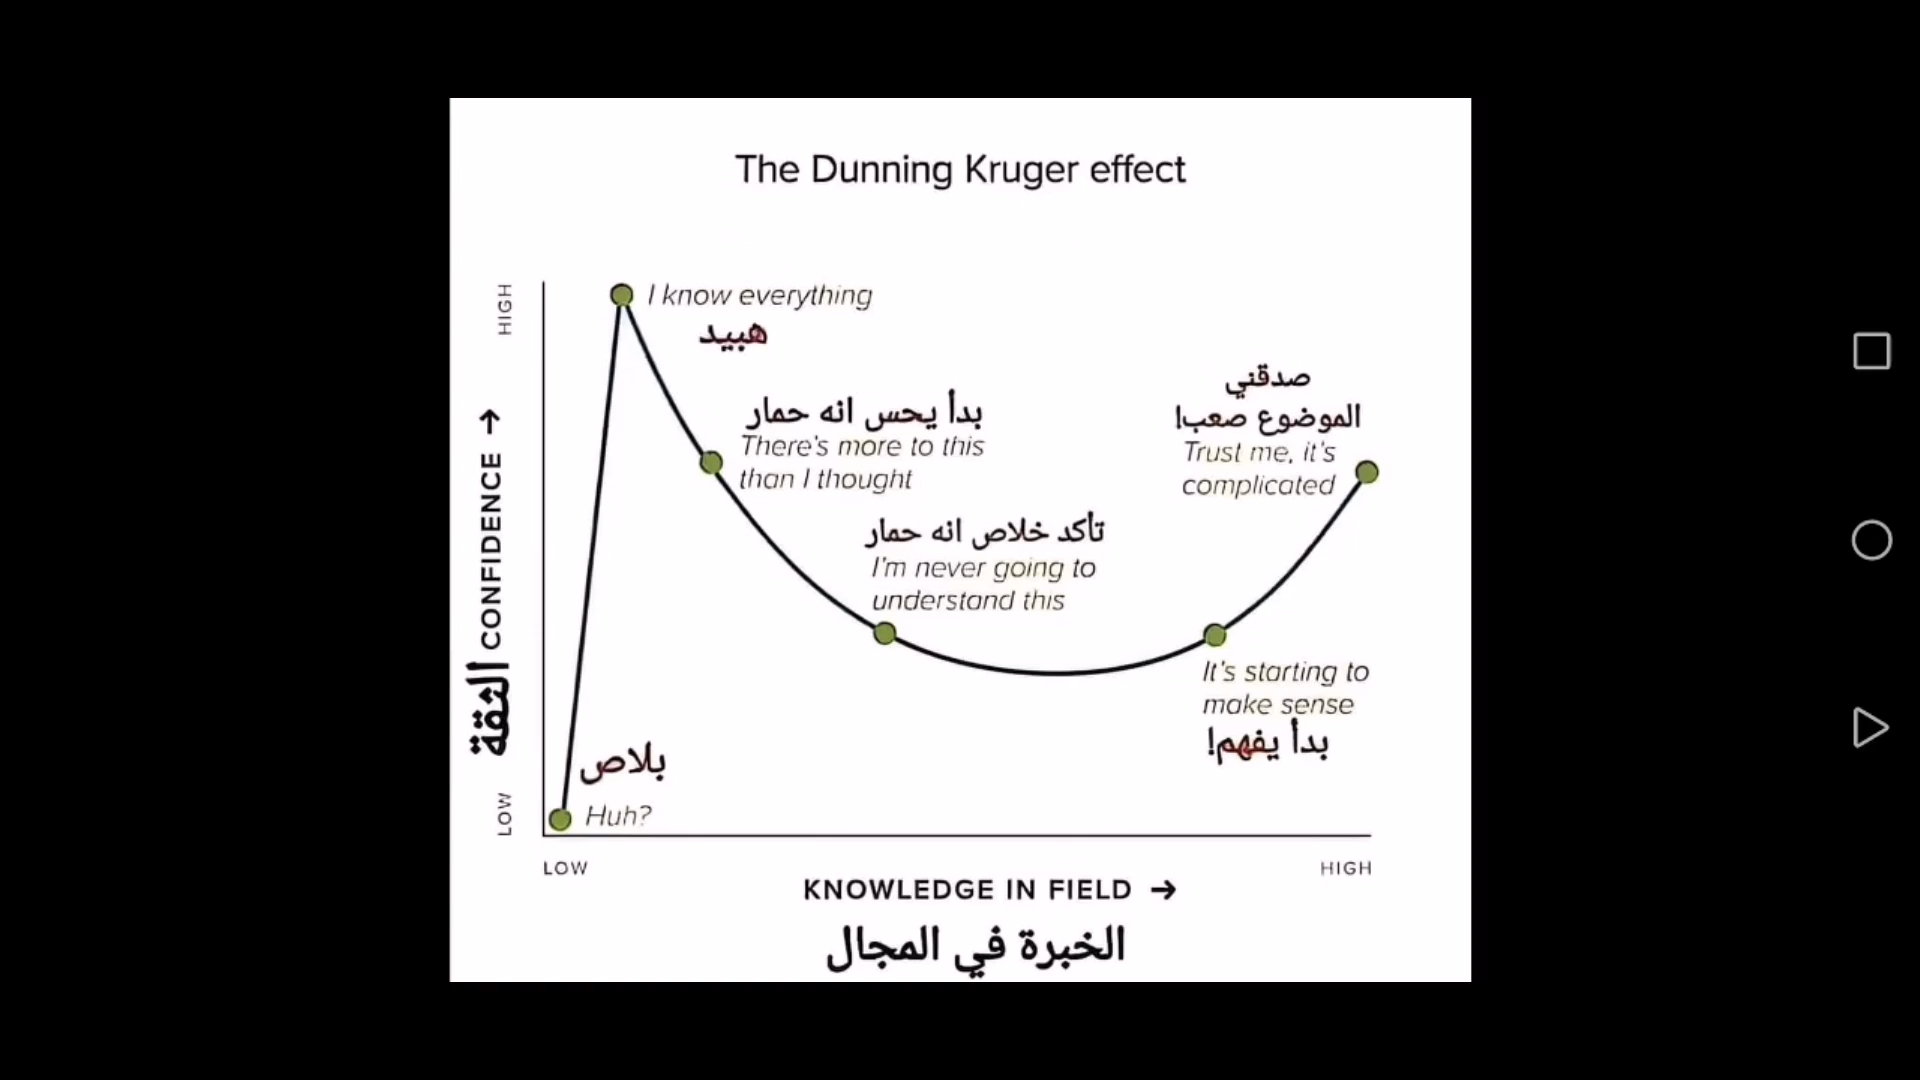 The Dunning Kruger effect
HIGH
I know everything
هبيد
بدأ يحس انه حمار
There's more to this
than I thought
صدقني
الموضوع صعب!
Trust me, it's
complicated
تأكد خلاص انه حمار
I'm never going to
understand this
It's starting to
make sense
بدأ يفهم!
CONFIDENCE →
الثقة
بلاص
Huh?
LOW
LOW
HIGH
KNOWLEDGE IN FIELD →
الخبرة في المجال